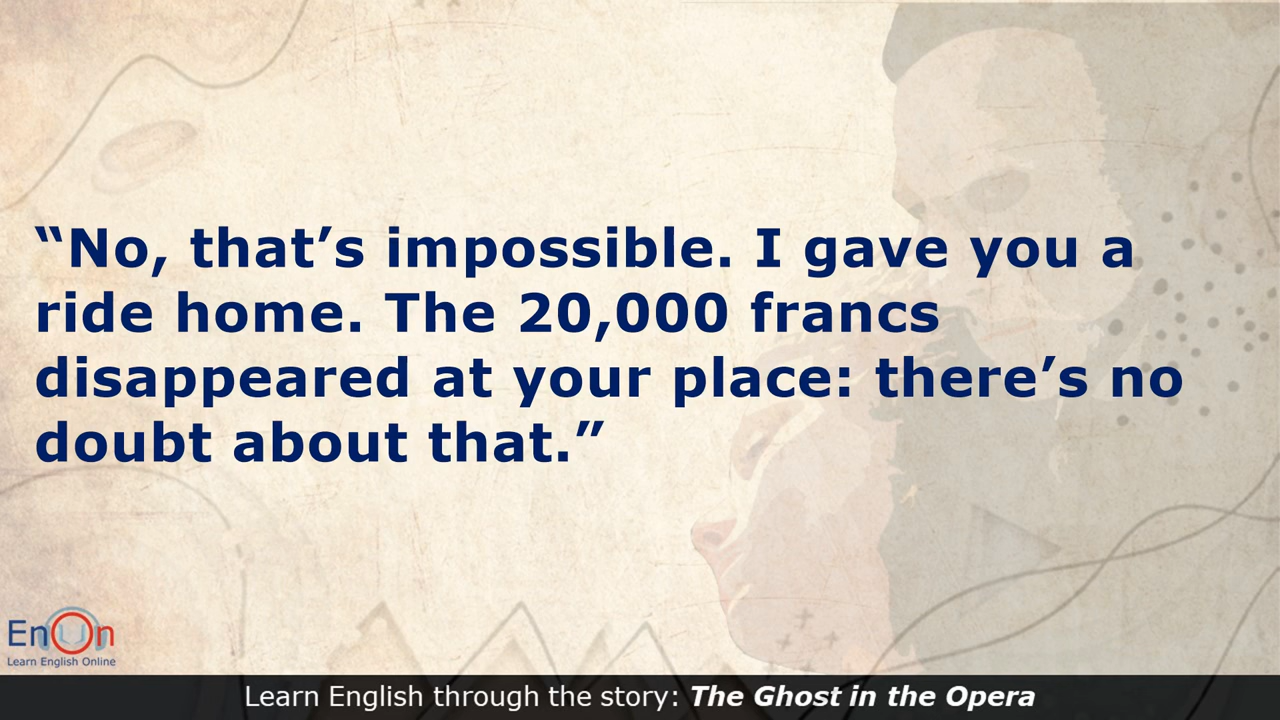 “No, that’s impossible. I gave you a
ride home. The 20,000 francs
disappeared at your place: there’s no
doubt about that.”
EnOn
Learn English Online
Learn English through the story: The Ghost in the Opera